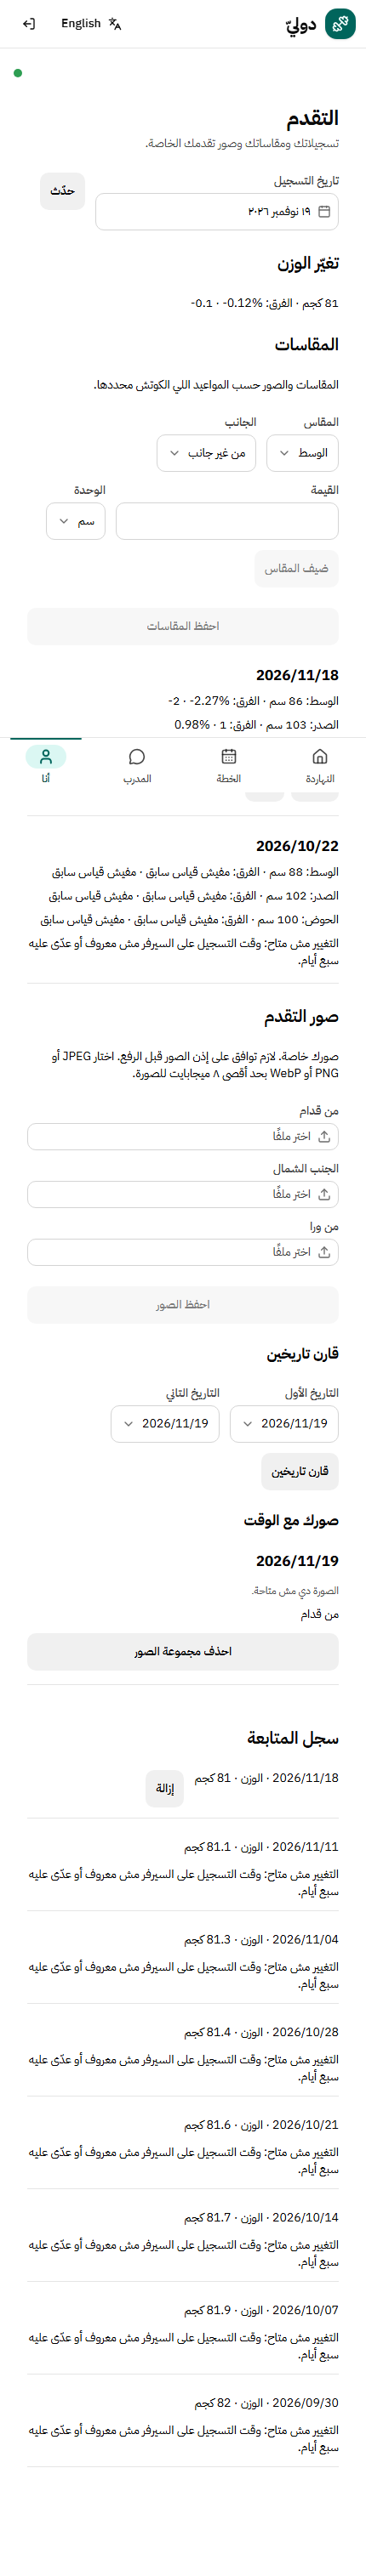 دوليّ
English
التقدم
تسجيلاتك ومقاساتك وصور تقدمك الخاصة.
تاريخ التسجيل
١٩ نوفمبر ٢٠٢٦
حدّث
تغيّر الوزن
81 كجم · الفرق: 0.12%- · 0.1-
المقاسات
المقاسات والصور حسب المواعيد اللي الكوتش محددها.
المقاس
الجانب
الوسط
من غير جانب
القيمة
الوحدة
سم
ضيف المقاس
احفظ المقاسات
2026/11/18
الوسط: 86 سم · الفرق: 2.27%- · 2-
الصدر: 103 سم · الفرق: 1 · 0.98%
النهاردة
الخطة
المدرب
أنا
2026/10/22
الوسط: 88 سم · الفرق: مفيش قياس سابق · مفيش قياس سابق
الصدر: 102 سم · الفرق: مفيش قياس سابق · مفيش قياس سابق
الحوض: 100 سم · الفرق: مفيش قياس سابق · مفيش قياس سابق
التغيير مش متاح: وقت التسجيل على السيرفر مش معروف أو عدّى عليه
سبع أيام.
صور التقدم
صورك خاصة. لازم توافق على إذن الصور قبل الرفع. اختار JPEG أو
PNG أو WebP بحد أقصى ٨ ميجابايت للصورة.
من قدام
اختر ملفًا
الجنب الشمال
اختر ملفًا
من ورا
اختر ملفًا
احفظ الصور
قارن تاريخين
التاريخ الأول
التاريخ التاني
2026/11/19
2026/11/19
قارن تاريخين
صورك مع الوقت
2026/11/19
الصورة دي مش متاحة.
من قدام
احذف مجموعة الصور
سجل المتابعة
2026/11/18 · الوزن · 81 كجم
إزالة
2026/11/11 · الوزن · 81.1 كجم
التغيير مش متاح: وقت التسجيل على السيرفر مش معروف أو عدّى عليه
سبع أيام.
2026/11/04 · الوزن · 81.3 كجم
التغيير مش متاح: وقت التسجيل على السيرفر مش معروف أو عدّى عليه
سبع أيام.
2026/10/28 · الوزن · 81.4 كجم
التغيير مش متاح: وقت التسجيل على السيرفر مش معروف أو عدّى عليه
سبع أيام.
2026/10/21 · الوزن · 81.6 كجم
التغيير مش متاح: وقت التسجيل على السيرفر مش معروف أو عدّى عليه
سبع أيام.
2026/10/14 · الوزن · 81.7 كجم
التغيير مش متاح: وقت التسجيل على السيرفر مش معروف أو عدّى عليه
سبع أيام.
2026/10/07 · الوزن · 81.9 كجم
التغيير مش متاح: وقت التسجيل على السيرفر مش معروف أو عدّى عليه
سبع أيام.
2026/09/30 · الوزن · 82 كجم
التغيير مش متاح: وقت التسجيل على السيرفر مش معروف أو عدّى عليه
سبع أيام.